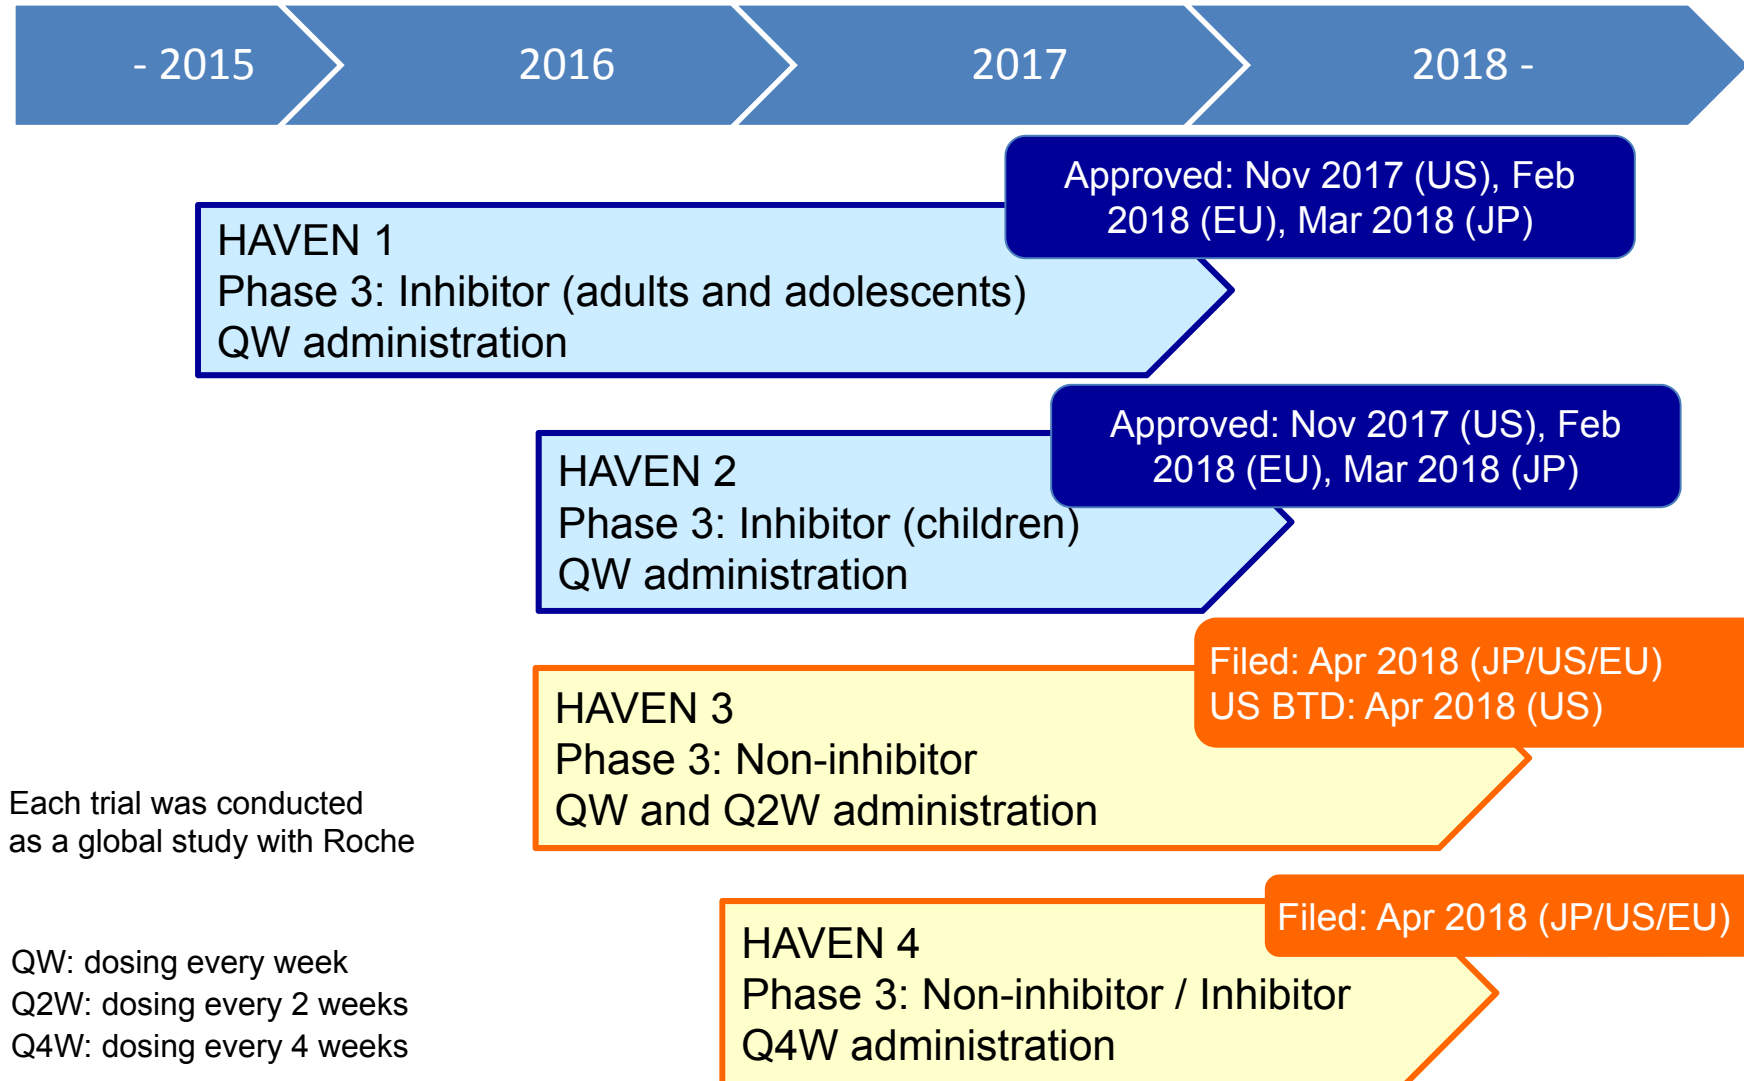 - 2015
2016
2017
2018 -
Approved: Nov 2017 (US), Feb
2018 (EU), Mar 2018 (JP)
HAVEN 1
Phase 3: Inhibitor (adults and adolescents)
QW administration
Approved: Nov 2017 (US), Feb
2018 (EU), Mar 2018 (JP)
HAVEN 2
Phase 3: Inhibitor (children)
QW administration
Filed: Apr 2018 (JP/US/EU)
US BTD: Apr 2018 (US)
HAVEN 3
Phase 3: Non-inhibitor
QW and Q2W administration
Each trial was conducted
as a global study with Roche
Filed: Apr 2018 (JP/US/EU)
HAVEN 4
Phase 3: Non-inhibitor / Inhibitor
Q4W administration
QW: dosing every week
Q2W: dosing every 2 weeks
Q4W: dosing every 4 weeks